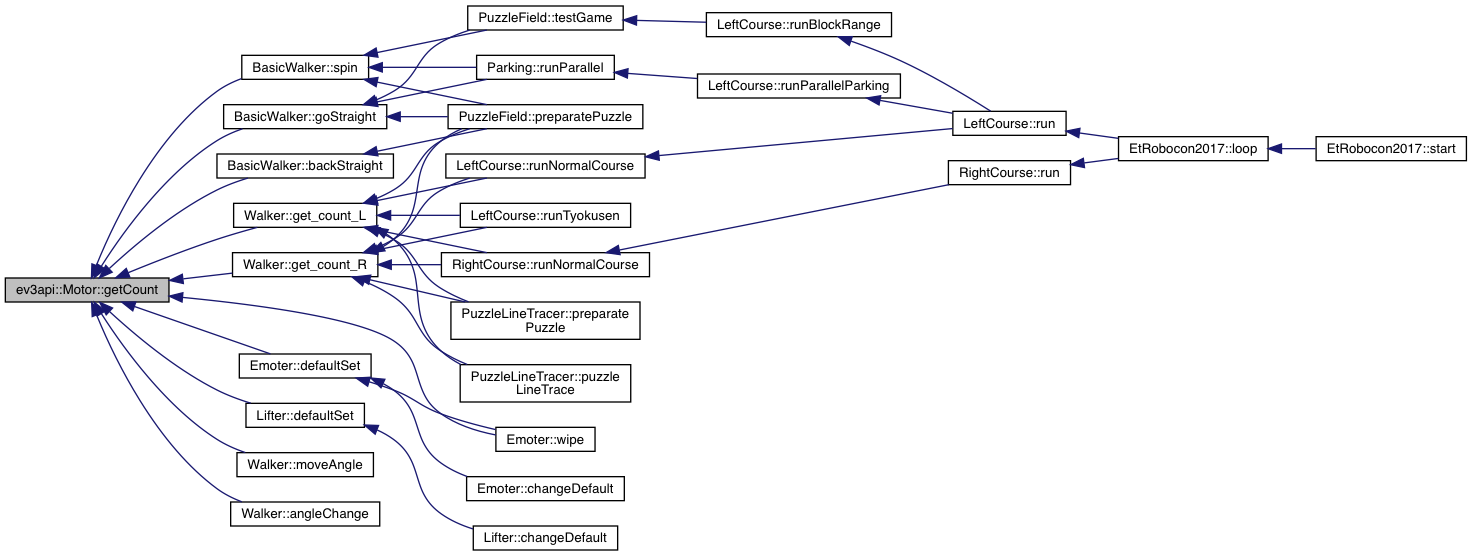 ev3api::Motor::getCount
BasicWalker::spin
BasicWalker::goStraight
BasicWalker::backStraight
Walker::get_count_L
Walker::get_count_R
Emoter::defaultSet
Lifter::defaultSet
Walker::moveAngle
Walker::angleChange
PuzzleField::testGame
Parking::runParallel
PuzzleField::preparatePuzzle
LeftCourse::runNormalCourse
LeftCourse::runTyokusen
RightCourse::runNormalCourse
PuzzleLineTracer::preparate
Puzzle
PuzzleLineTracer::puzzle
LineTrace
Emoter::wipe
Emoter::changeDefault
Lifter::changeDefault
LeftCourse::runBlockRange
LeftCourse::runParallelParking
LeftCourse::run
RightCourse::run
EtRobocon2017::loop
EtRobocon2017::start